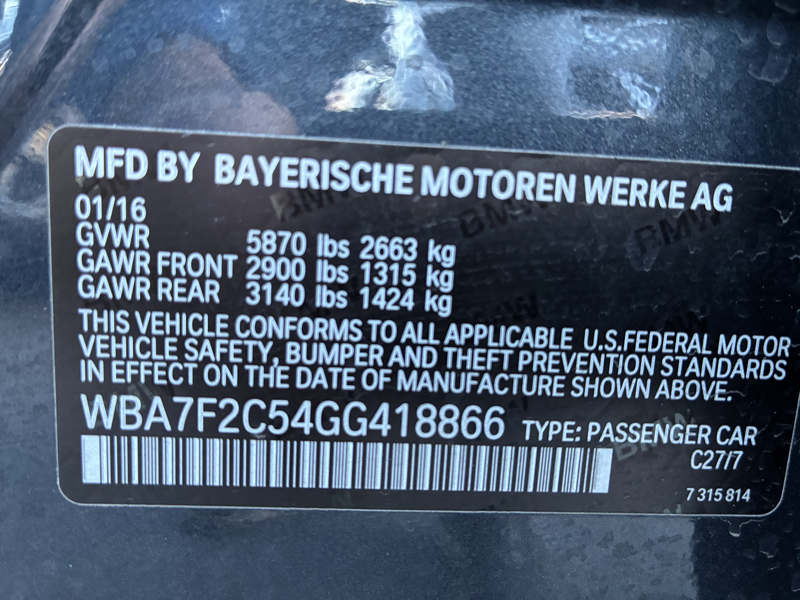 MFD BY BAYERISCHE MOTOREN WERKE AG
01/16
GVWR 5870 lbs 2663 kg
GAWR FRONT 2900 lbs 1315 kg
GAWR REAR 3140 lbs 1424 kg
THIS VEHICLE CONFORMS TO ALL APPLICABLE U.S.FEDERAL MOTOR
VEHICLE SAFETY, BUMPER AND THEFT PREVENTION STANDARDS
IN EFFECT ON THE DATE OF MANUFACTURE SHOWN ABOVE.
WBA7F2C54GG418866 TYPE: PASSENGER CAR
C27/7
7 315 814